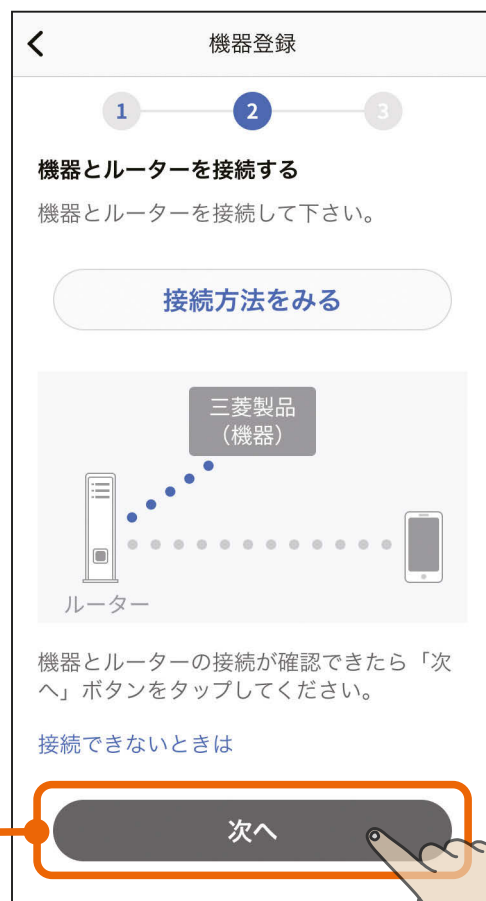 機器登録
1 2 3
機器とルーターを接続する
機器とルーターを接続して下さい。
接続方法をみる
三菱製品
（機器）
ルーター
機器とルーターの接続が確認できたら「次
へ」ボタンをタップしてください。
接続できないときは
次へ